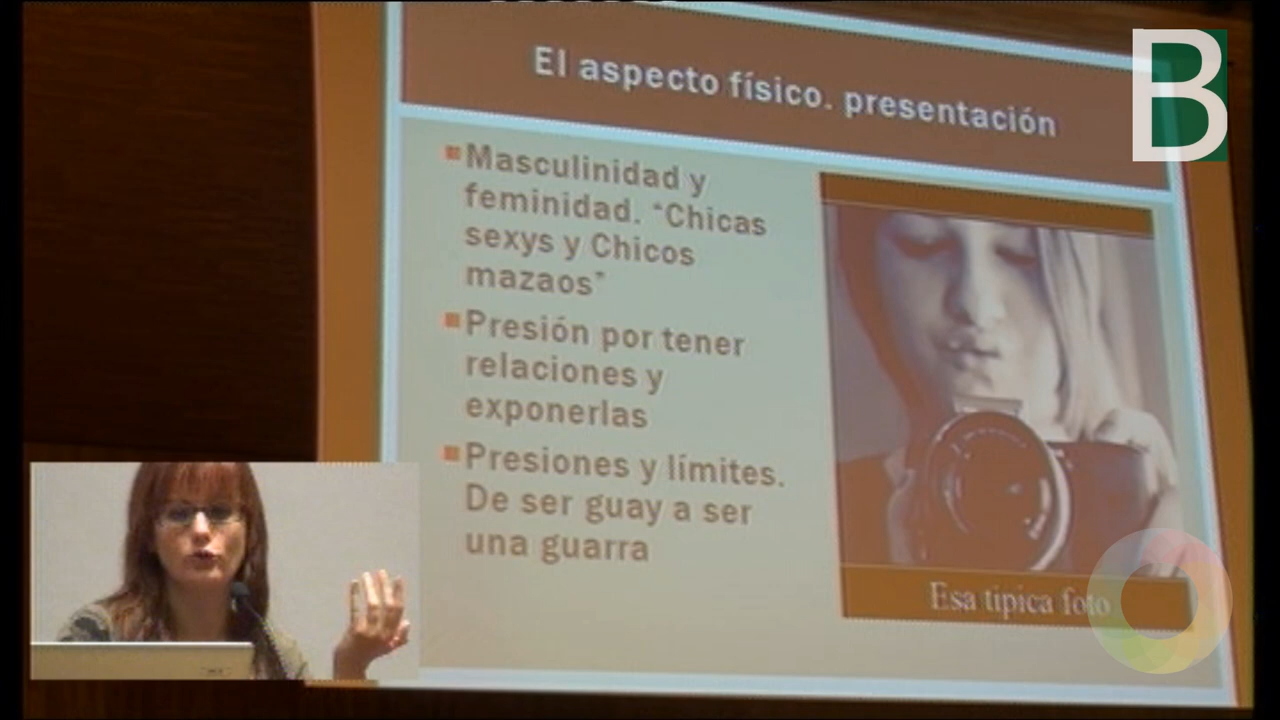 El aspecto físico. presentación
B
Masculinidad y
feminidad. "Chicas
sexys y Chicos
mazaos"
Presión por tener
relaciones y
exponerlas
Presiones y límites.
De ser guay a ser
una guarra
Esa tipica foto